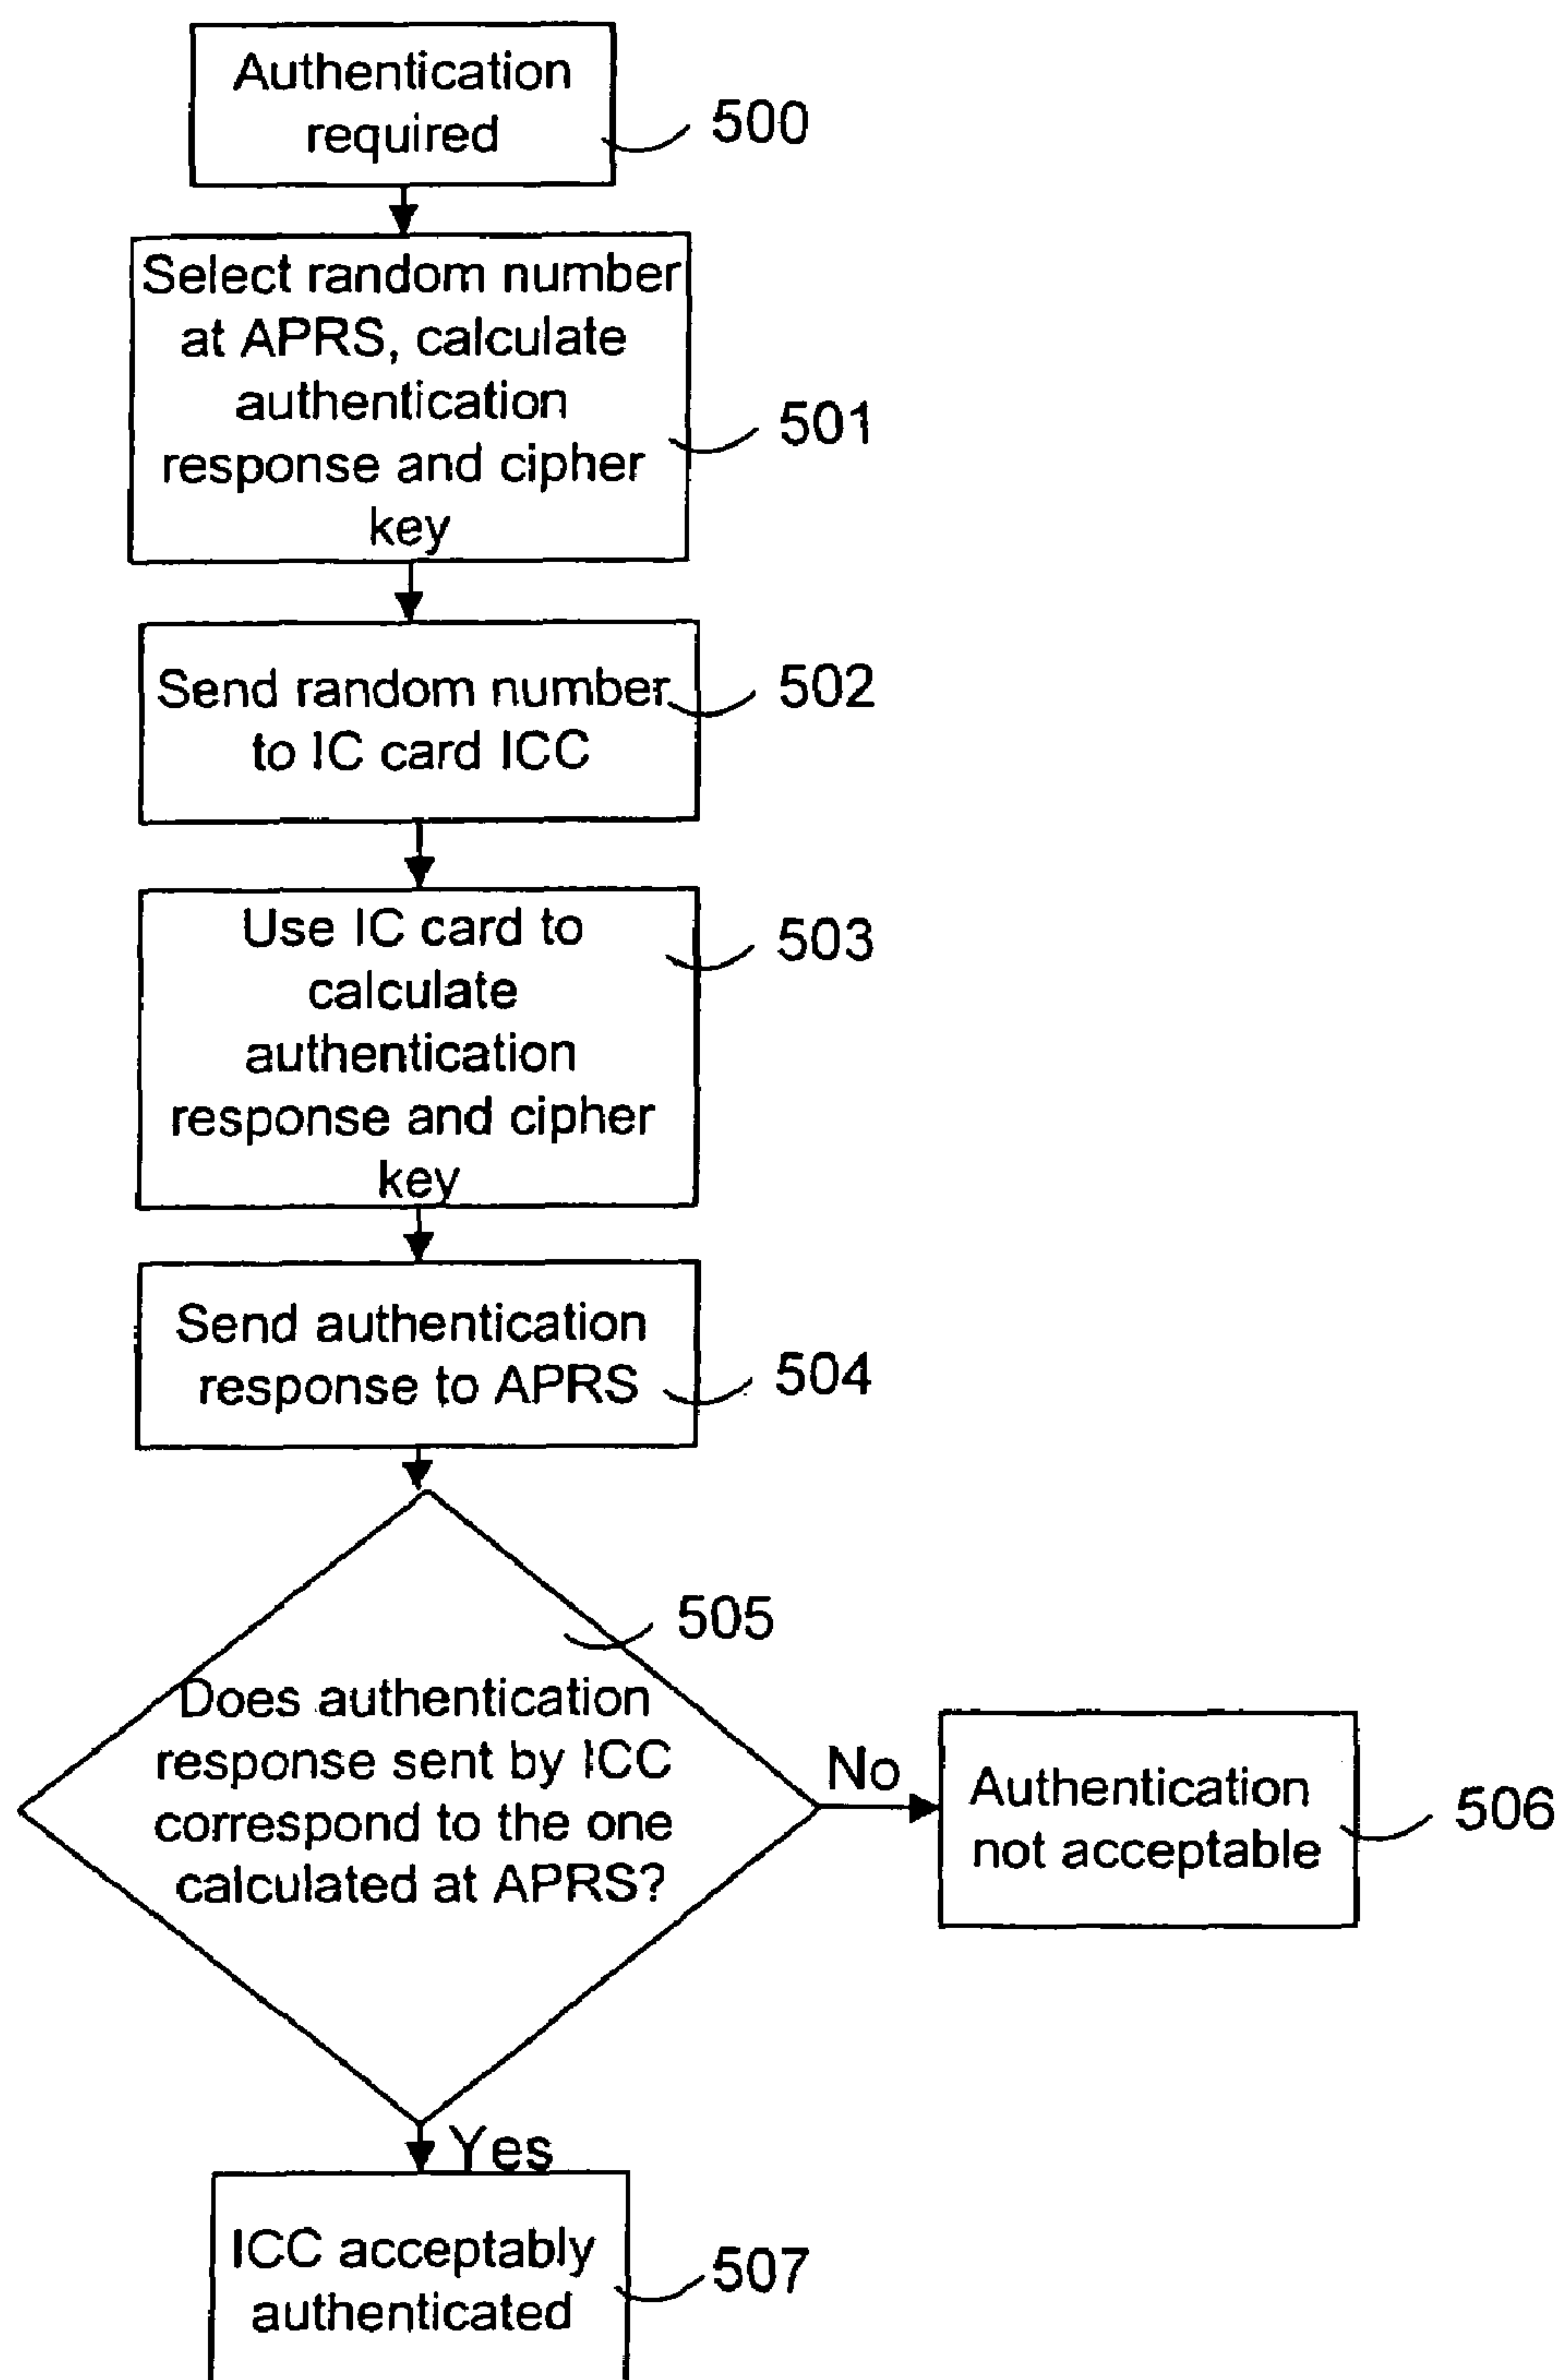 Authentication
required
500
Select random number
at APRS, calculate
authentication
response and cipher
key
501
Send random number
to IC card ICC
502
Use IC card to
calculate
authentication
response and cipher
key
503
Send authentication
response to APRS
504
505
Does authentication
response sent by ICC
correspond to the one
calculated at APRS?
No
Authentication
not acceptable
506
Yes
ICC acceptably
authenticated
507